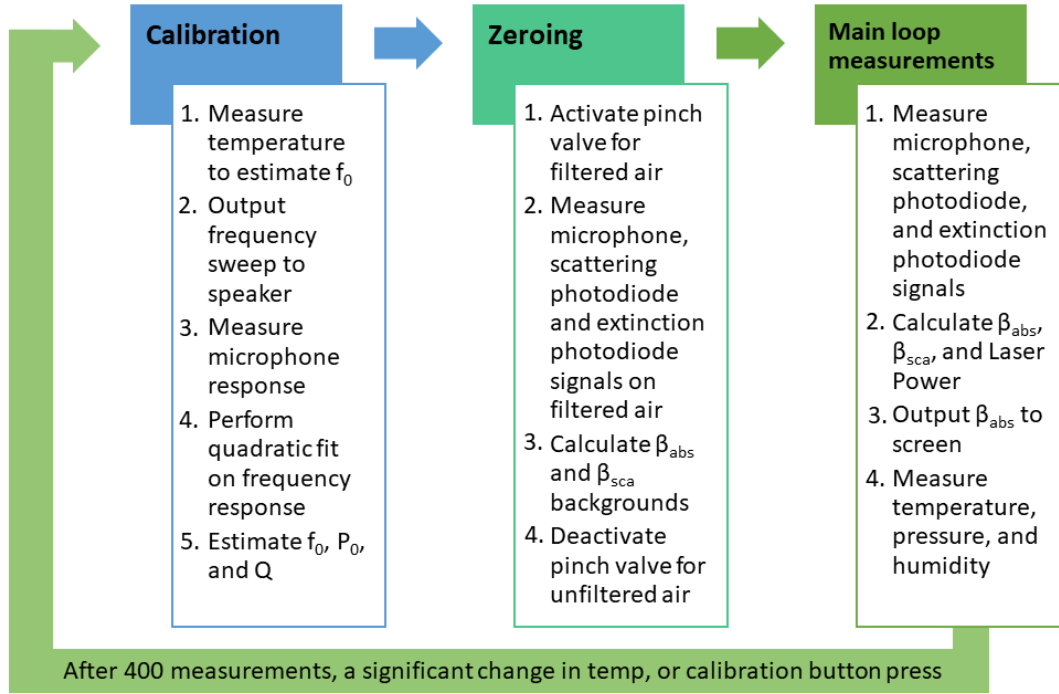 Calibration
1. Measure
temperature
to estimate f₀
2. Output
frequency
sweep to
speaker
3. Measure
microphone
response
4. Perform
quadratic fit
on frequency
response
5. Estimate f₀, P₀,
and Q
Zeroing
1. Activate pinch
valve for
filtered air
2. Measure
microphone,
scattering
photodiode
and extinction
photodiode
signals on
filtered air
3. Calculate βabs
and βsca
backgrounds
4. Deactivate
pinch valve for
unfiltered air
Main loop
measurements
1. Measure
microphone,
scattering
photodiode,
and extinction
photodiode
signals
2. Calculate βabs,
βsca, and Laser
Power
3. Output βabs to
screen
4. Measure
temperature,
pressure, and
humidity
After 400 measurements, a significant change in temp, or calibration button press